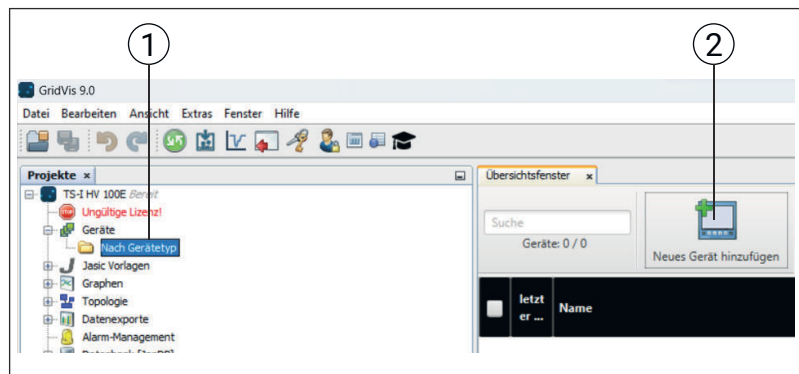 1
2
GridVis 9.0
Datei Bearbeiten Ansicht Extras Fenster Hilfe
Projekte
Übersichtsfenster
TS-I HV 100E Bereit
STOP
Ungültige Lizenz!
Geräte
Nach Gerätetyp
Jasic Vorlagen
Graphen
Topologie
Datenexporte
Alarm-Management
Suche
Geräte: 0 / 0
Neues Gerät hinzufügen
letzt
er ...
Name